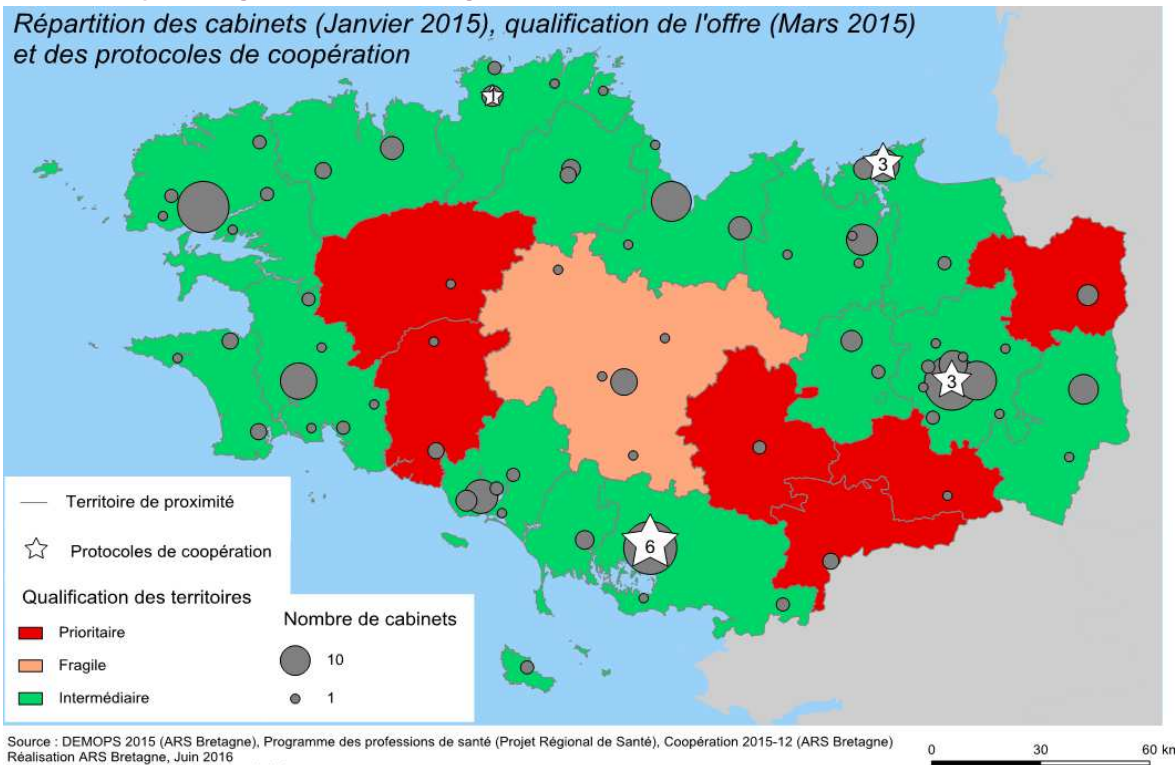 Répartition des cabinets (Janvier 2015), qualification de l'offre (Mars 2015)
et des protocoles de coopération
1
3
3
6
Territoire de proximité
Protocoles de coopération
Qualification des territoires
Prioritaire
Fragile
Intermédiaire
Nombre de cabinets
10
1
Source : DEMOPS 2015 (ARS Bretagne), Programme des professions de santé (Projet Régional de Santé), Coopération 2015-12 (ARS Bretagne)
Réalisation ARS Bretagne, Juin 2016
0 30 60 km